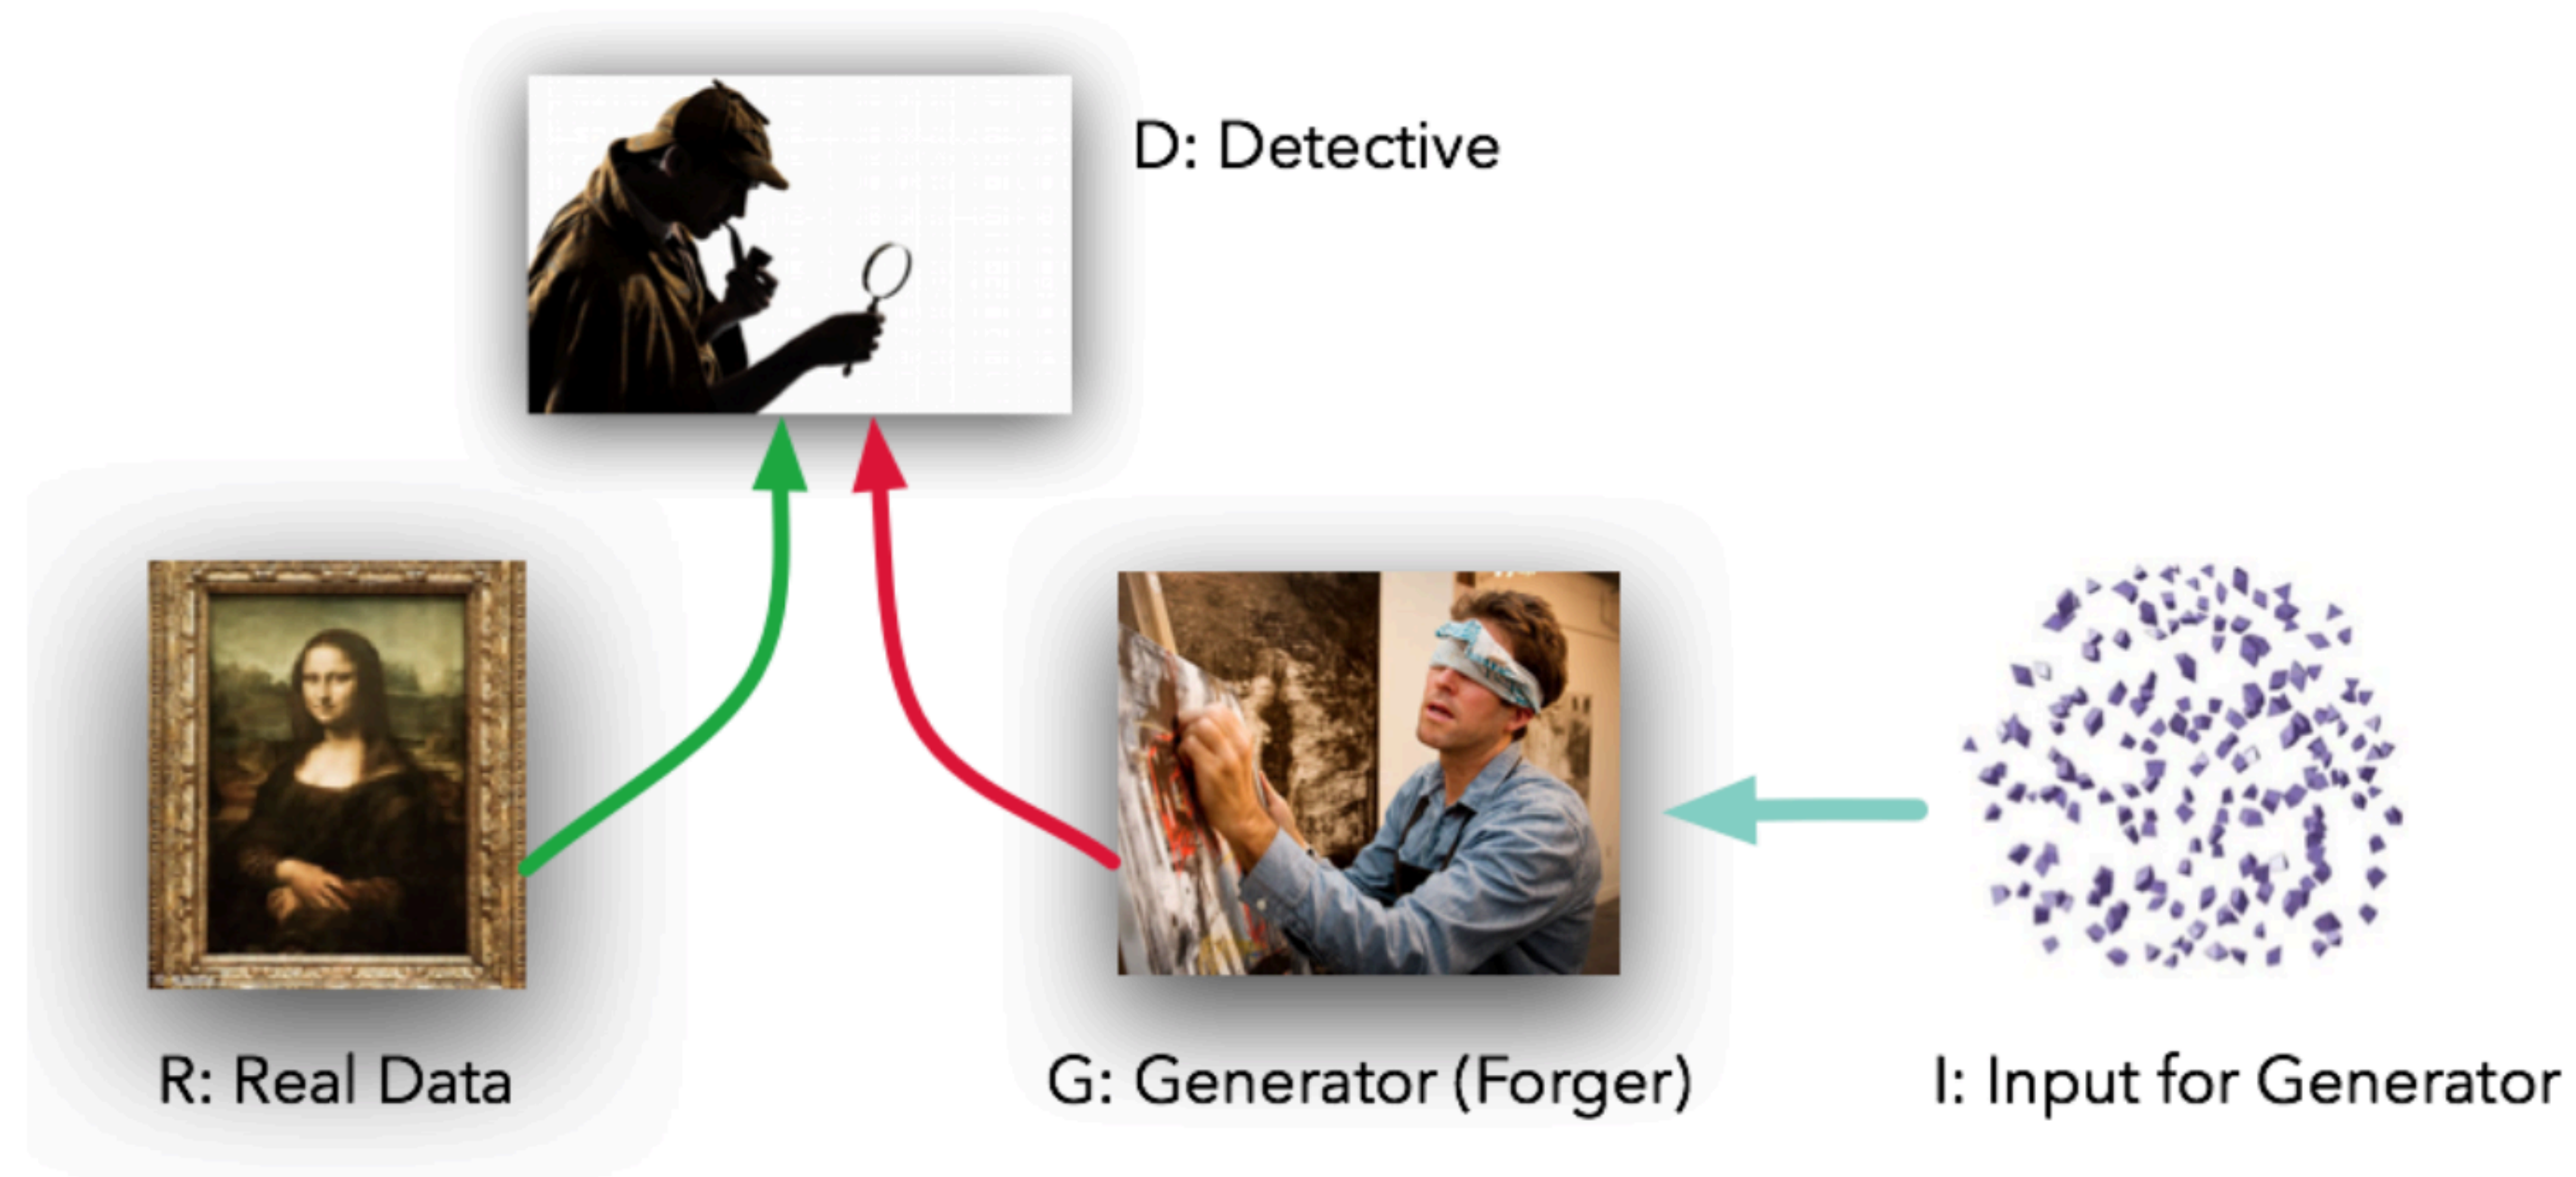 D: Detective
R: Real Data
G: Generator (Forger)
I: Input for Generator